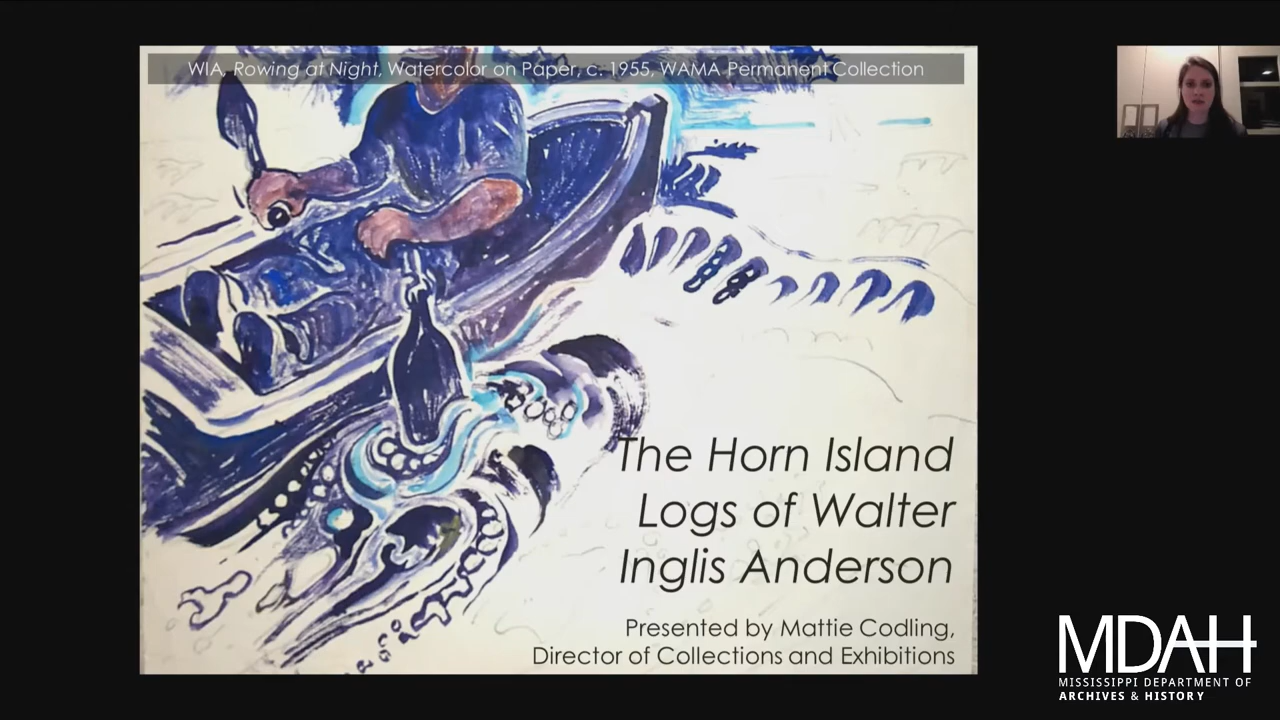 WIA, Rowing at Night, Watercolor on Paper, c. 1955, WAMA Permanent Collection
The Horn Island
Logs of Walter
Inglis Anderson
Presented by Mattie Codling,
Director of Collections and Exhibitions
MDAH
MISSISSIPPI DEPARTMENT OF
ARCHIVES & HISTORY